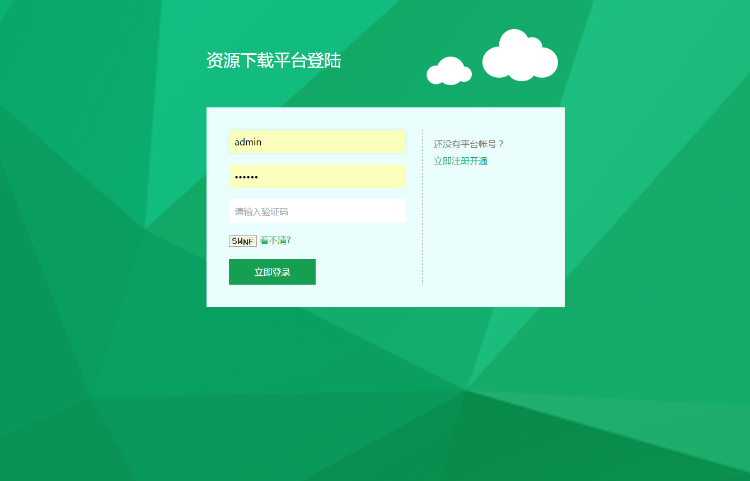 资源下载平台登陆
admin
••••••
请输入验证码
SWNF 看不清?
立即登录
还没有平台帐号？
立即注册开通